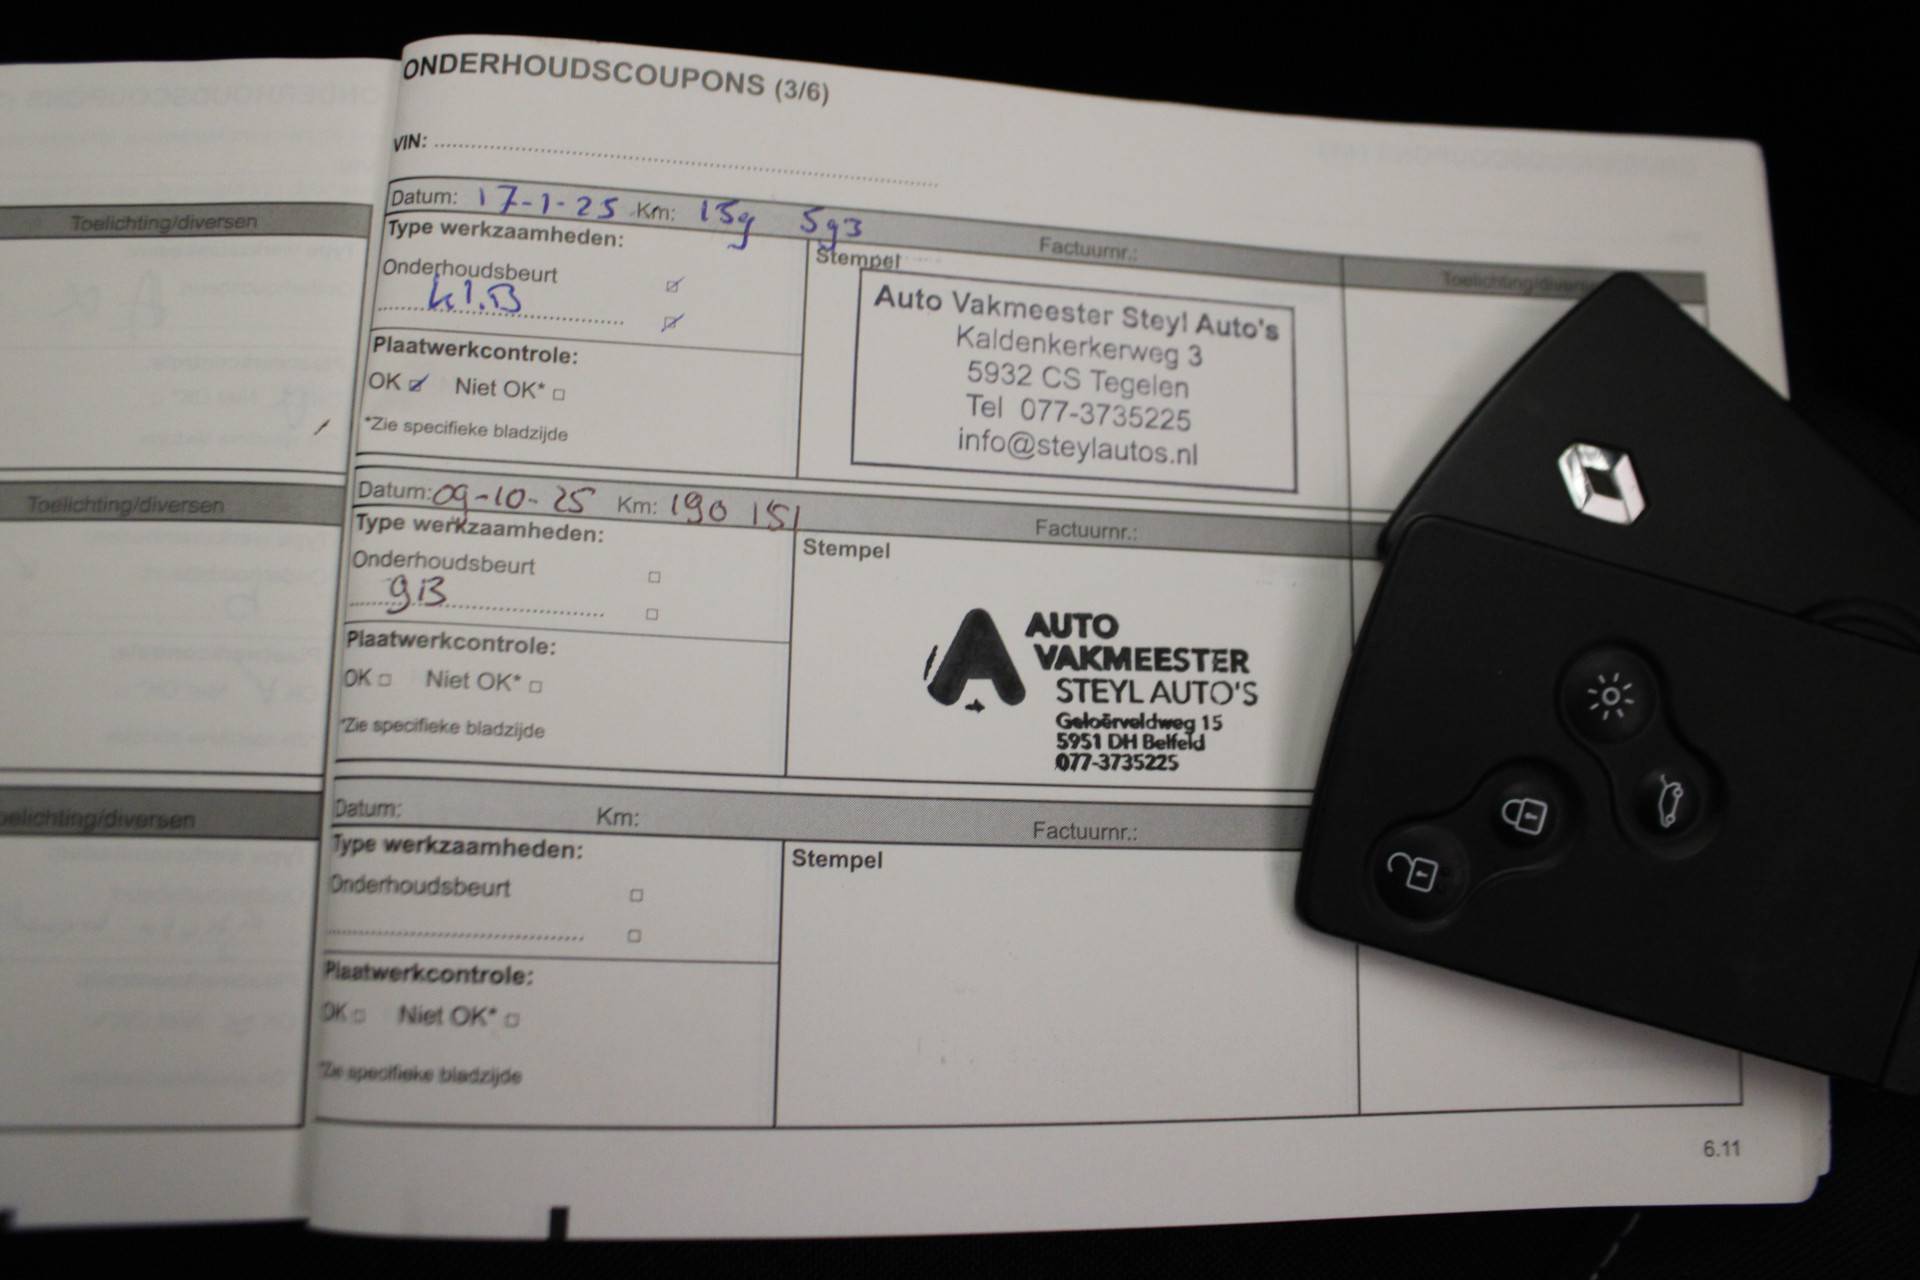 ONDERHOUDSCOUPONS (3/6)
VIN:
Toelichting/diversen
Datum: 17-1-25 Km: 159 593 Factuurnr.: Toelichting/diversen
Type werkzaamheden:
Stempel
Onderhoudsbeurt
kl.B
Plaatwerkcontrole:
OK Niet OK*
*Zie specifieke bladzijde
Auto Vakmeester Steyl Auto's
Kaldenkerkerweg 3
5932 CS Tegelen
Tel 077-3735225
info@steylautos.nl
Toelichting/diversen
Datum: 09-10-25 Km: 190 151 Factuurnr.:
Type werkzaamheden:
Stempel
Onderhoudsbeurt
gB
Plaatwerkcontrole:
OK Niet OK*
*Zie specifieke bladzijde
AUTO
VAKMEESTER
STEYL AUTO'S
Geloërveldweg 15
5951 DH Belfeld
077-3735225
oelichting/diversen
Datum: Km: Factuurnr.:
Type werkzaamheden:
Stempel
Onderhoudsbeurt
Plaatwerkcontrole:
OK Niet OK*
*Zie specifieke bladzijde
6.11